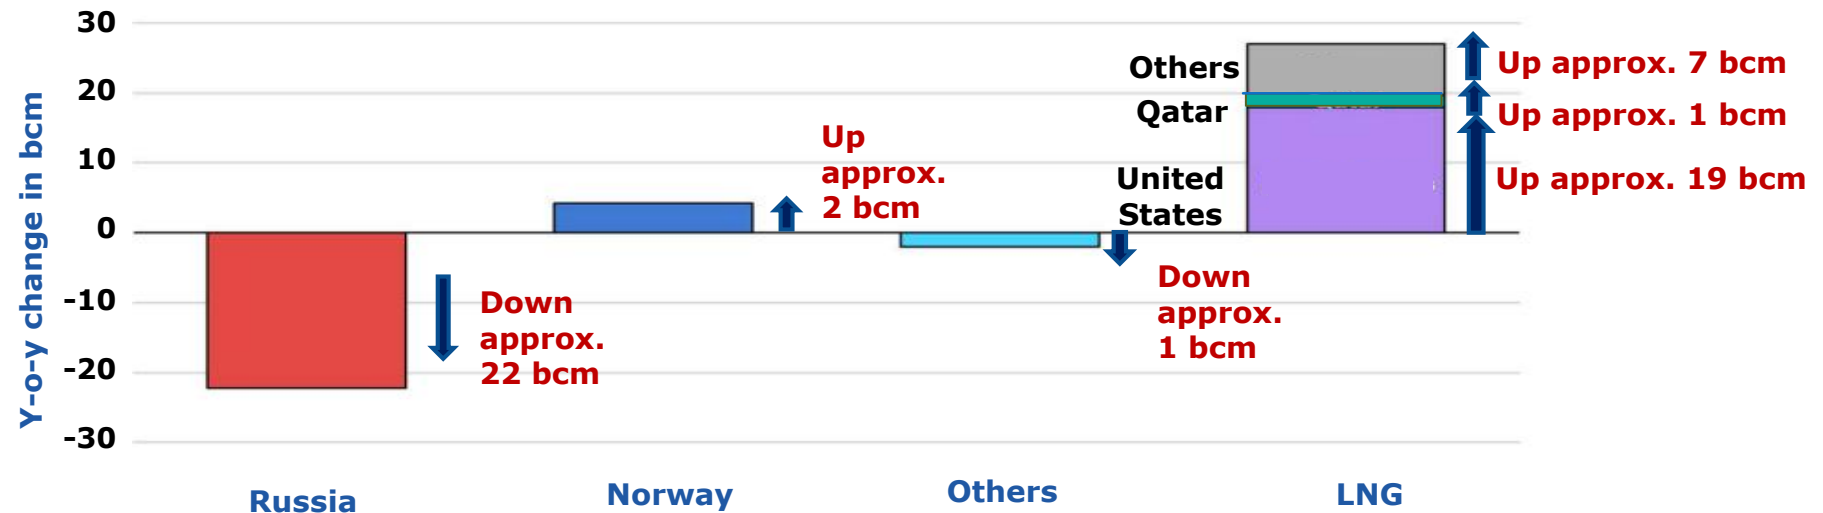 Y-o-y change in bcm
30
20
10
0
-10
-20
-30
Down
approx.
22 bcm
Up
approx.
2 bcm
Down
approx.
1 bcm
Others
Qatar
United
States
Up approx. 7 bcm
Up approx. 1 bcm
Up approx. 19 bcm
Russia
Norway
Others
LNG